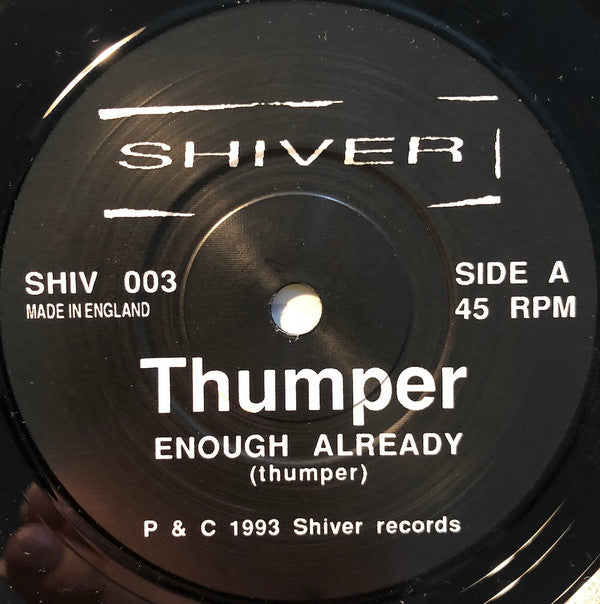 SHIVER
SHIV 003
MADE IN ENGLAND
SIDE A
45 RPM
Thumper
ENOUGH ALREADY
(thumper)
P & C 1993 Shiver records